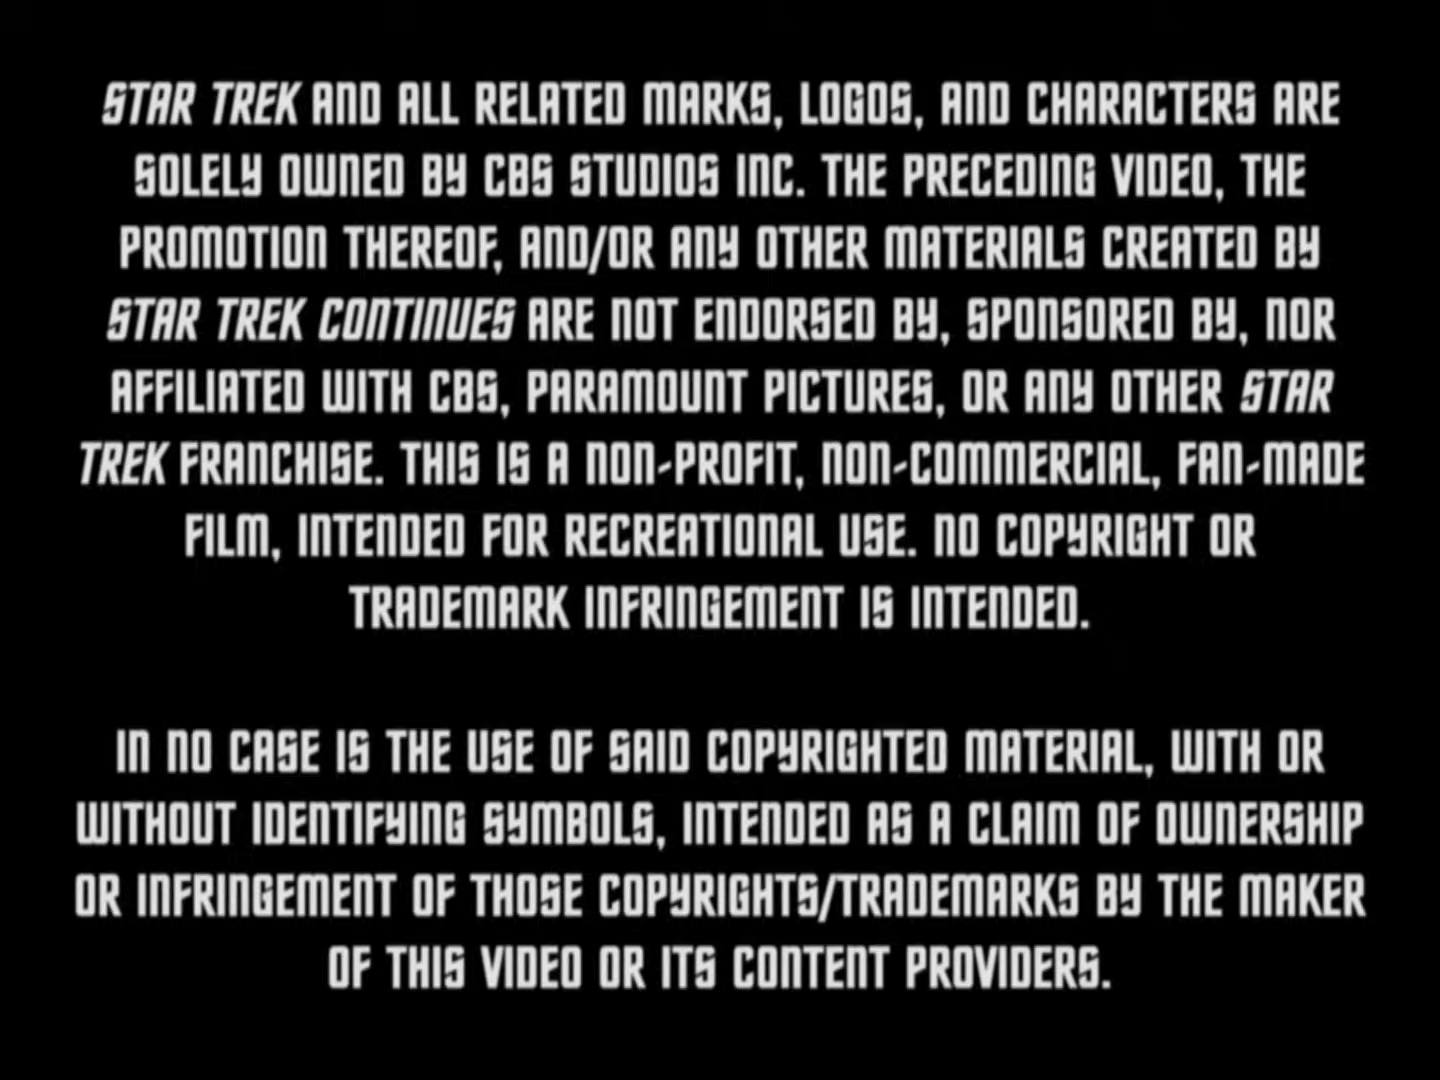 STAR TREK AND ALL RELATED MARKS, LOGOS, AND CHARACTERS ARE
SOLELY OWNED BY CBS STUDIOS INC. THE PRECEDING VIDEO, THE
PROMOTION THEREOF, AND/OR ANY OTHER MATERIALS CREATED BY
STAR TREK CONTINUES ARE NOT ENDORSED BY, SPONSORED BY, NOR
AFFILIATED WITH CBS, PARAMOUNT PICTURES, OR ANY OTHER STAR
TREK FRANCHISE. THIS IS A NON-PROFIT, NON-COMMERCIAL, FAN-MADE
FILM, INTENDED FOR RECREATIONAL USE. NO COPYRIGHT OR
TRADEMARK INFRINGEMENT IS INTENDED.
IN NO CASE IS THE USE OF SAID COPYRIGHTED MATERIAL, WITH OR
WITHOUT IDENTIFYING SYMBOLS, INTENDED AS A CLAIM OF OWNERSHIP
OR INFRINGEMENT OF THOSE COPYRIGHTS/TRADEMARKS BY THE MAKER
OF THIS VIDEO OR ITS CONTENT PROVIDERS.